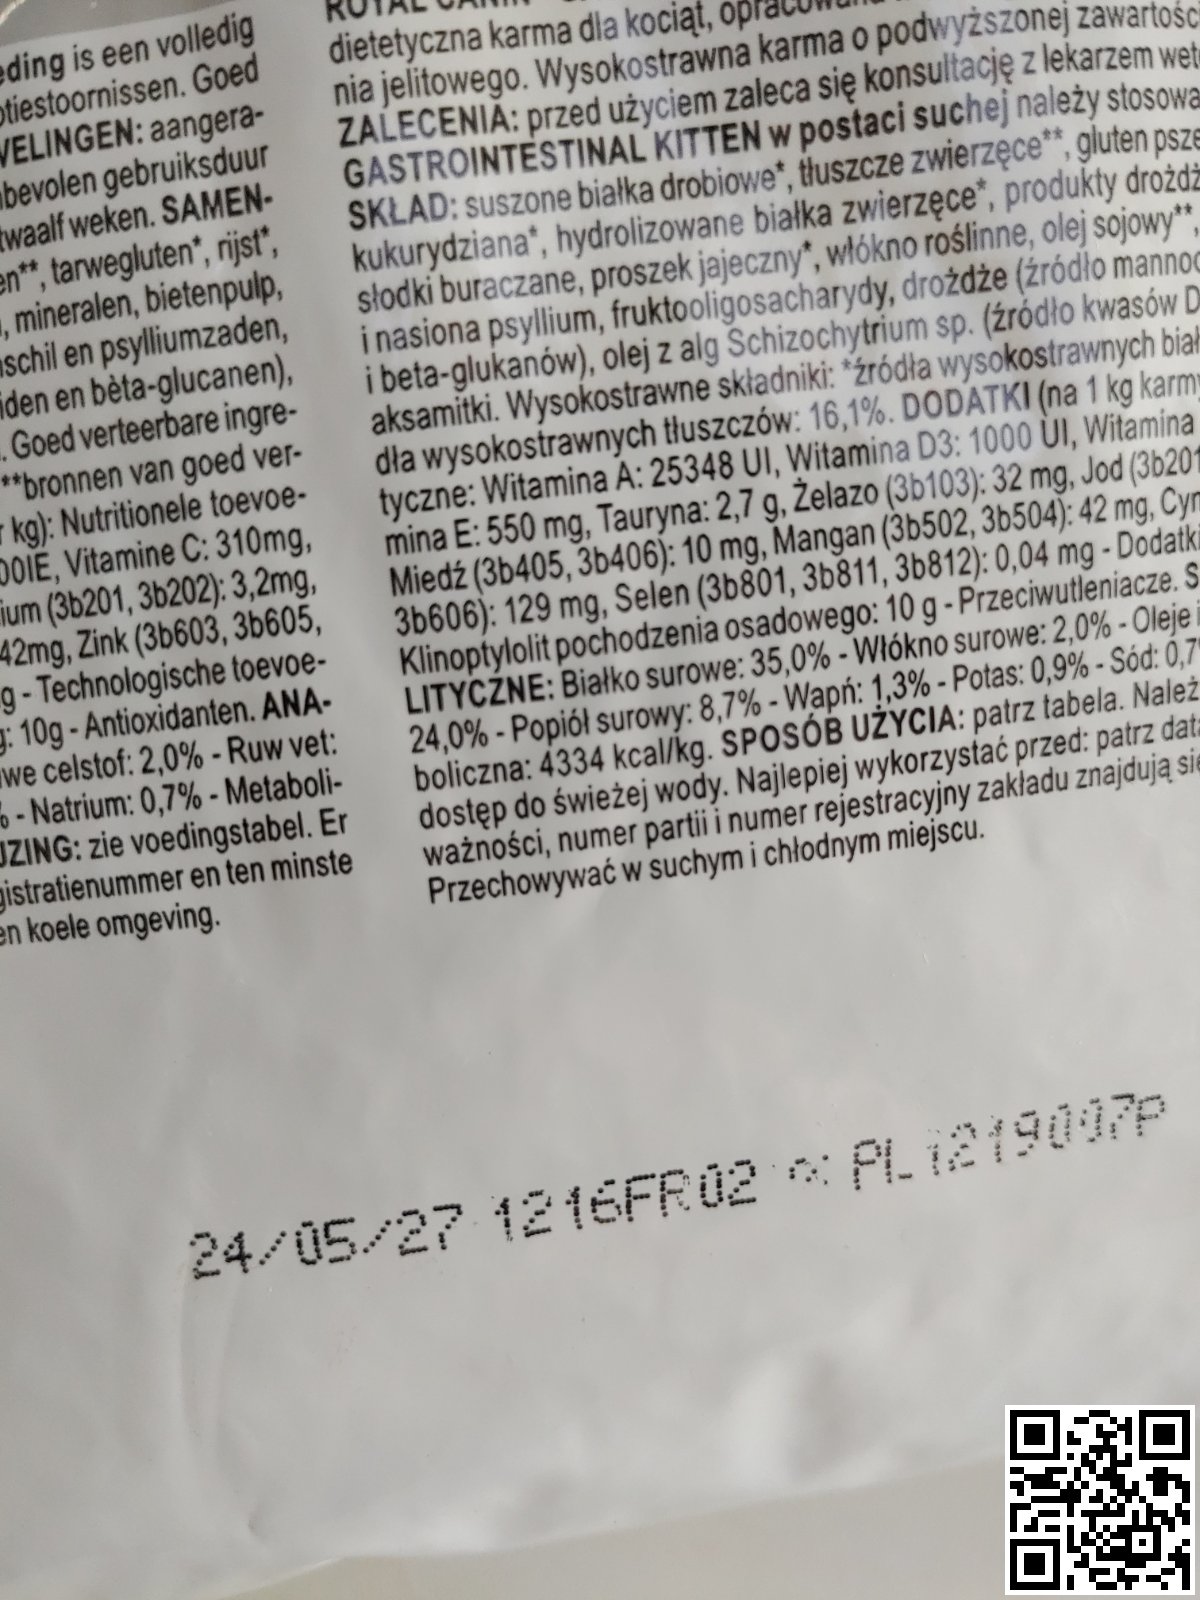 eding is een volledig
ptiestoornissen. Goed
VELINGEN: aangera-
nbevolen gebruiksduur
twaalf weken. SAMEN-
en**, tarwegluten*, rijst*,
mineralen, bietenpulp,
schil en psylliumzaden,
iden en bèta-glucanen),
. Goed verteerbare ingre-
**bronnen van goed ver-
r kg): Nutritionele toevoe-
00IE, Vitamine C: 310mg,
ium (3b201, 3b202): 3,2mg,
42mg, Zink (3b603, 3b605,
g - Technologische toevoe-
g: 10g - Antioxidanten. ANA-
we celstof: 2,0% - Ruw vet:
% - Natrium: 0,7% - Metaboli-
UZING: zie voedingstabel. Er
gistratienummer en ten minste
en koele omgeving.
ROYAL CANIN
dietetyczna karma dla kociąt,
nia jelitowego. Wysokostrawna karma o podwyższonej zawartośc
ZALECENIA: przed użyciem zaleca się konsultację z lekarzem wet
GASTROINTESTINAL KITTEN w postaci suchej należy stosowa
SKŁAD: suszone białka drobiowe*, tłuszcze zwierzęce**, gluten psze
kukurydziana*, hydrolizowane białka zwierzęce*, produkty drożdż
słodki buraczane, proszek jajeczny*, włókno roślinne, olej sojowy**,
i nasiona psyllium, fruktooligosacharydy, drożdże (źródło mannoo
i beta-glukanów), olej z alg Schizochytrium sp. (źródło kwasów D
aksamitki. Wysokostrawne składniki: *źródła wysokostrawnych biał
dła wysokostrawnych tłuszczów: 16,1%. DODATKI (na 1 kg karmy
tyczne: Witamina A: 25348 UI, Witamina D3: 1000 UI, Witamina
mina E: 550 mg, Tauryna: 2,7 g, Żelazo (3b103): 32 mg, Jod (3b201
Miedź (3b405, 3b406): 10 mg, Mangan (3b502, 3b504): 42 mg, Cyn
3b606): 129 mg, Selen (3b801, 3b811, 3b812): 0,04 mg - Dodatki
Klinoptylolit pochodzenia osadowego: 10 g - Przeciwutleniacze. S
LITYCZNE: Białko surowe: 35,0% - Włókno surowe: 2,0% - Oleje i
24,0% - Popiół surowy: 8,7% - Wapń: 1,3% - Potas: 0,9% - Sód: 0,7%
boliczna: 4334 kcal/kg. SPOSÓB UŻYCIA: patrz tabela. Należ
dostęp do świeżej wody. Najlepiej wykorzystać przed: patrz data
ważności, numer partii i numer rejestracyjny zakładu znajdują się
Przechowywać w suchym i chłodnym miejscu.
24/05/27 1216FR02 PL1219007P